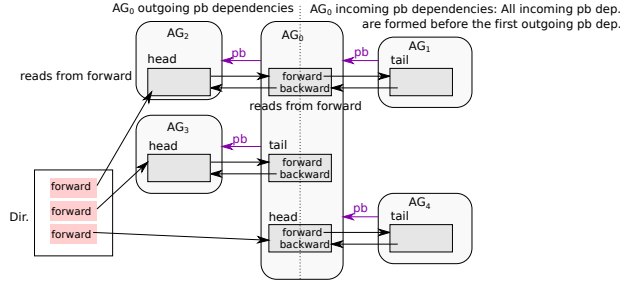 AG0 outgoing pb dependencies
AG0 incoming pb dependencies: All incoming pb dep.
are formed before the first outgoing pb dep.
AG2
AG0
AG1
head
pb
pb
tail
reads from forward
forward
backward
reads from forward
AG3
pb
head
tail
forward
backward
Dir.
forward
forward
forward
head
pb
AG4
tail
forward
backward